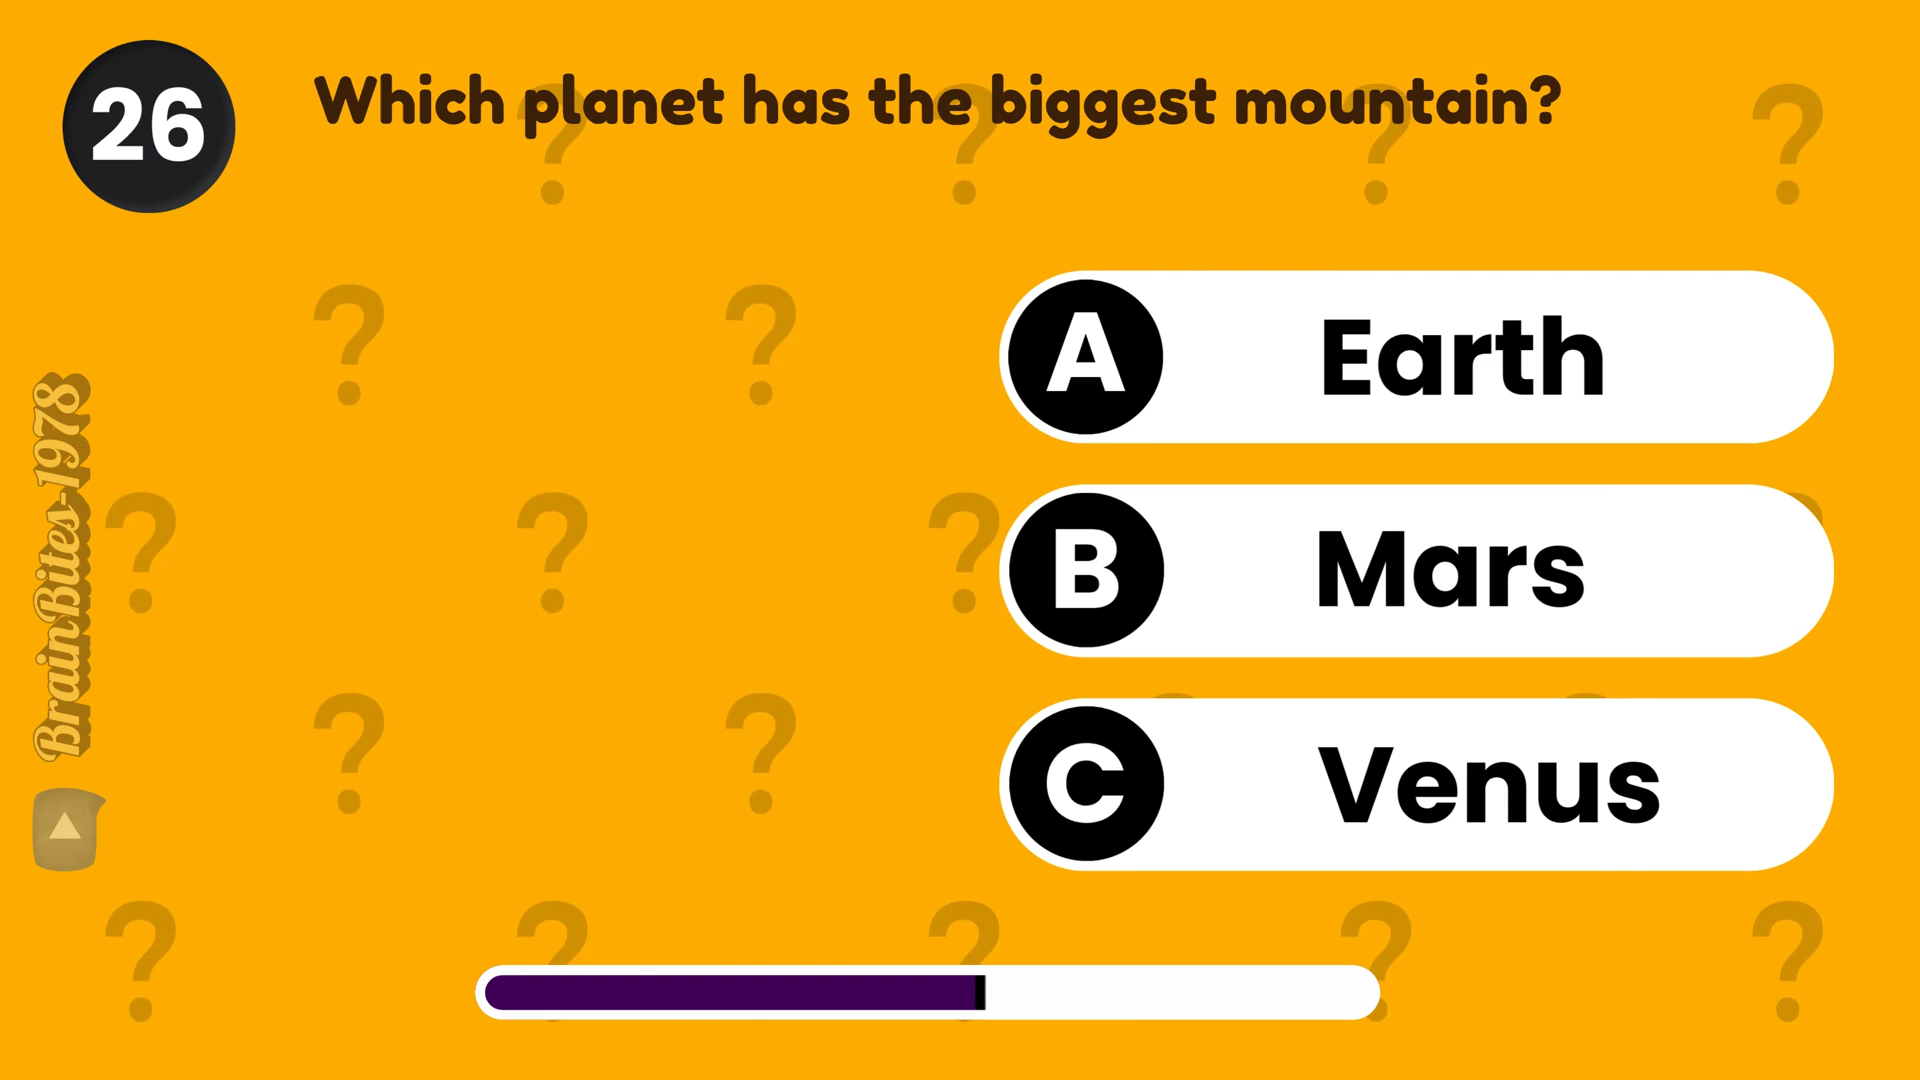 26
Which planet has the biggest mountain?
A Earth
B Mars
C Venus
BrainBites-1978